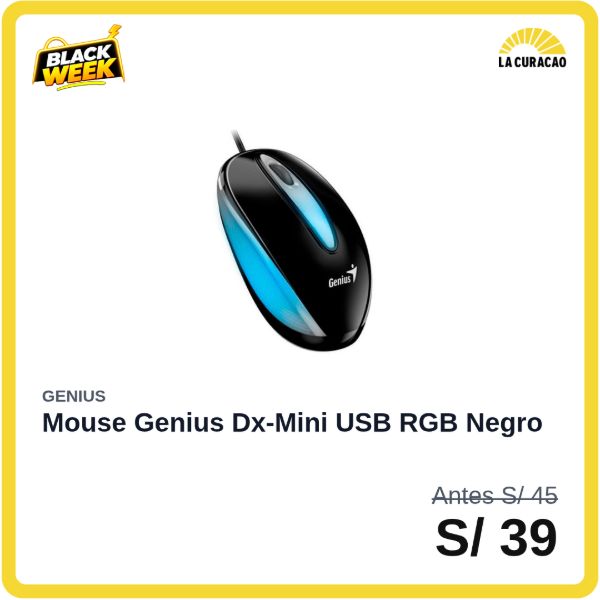 BLACK
WEEK
LA CURACAO
Genius
GENIUS
Mouse Genius Dx-Mini USB RGB Negro
Antes S/ 45
S/ 39